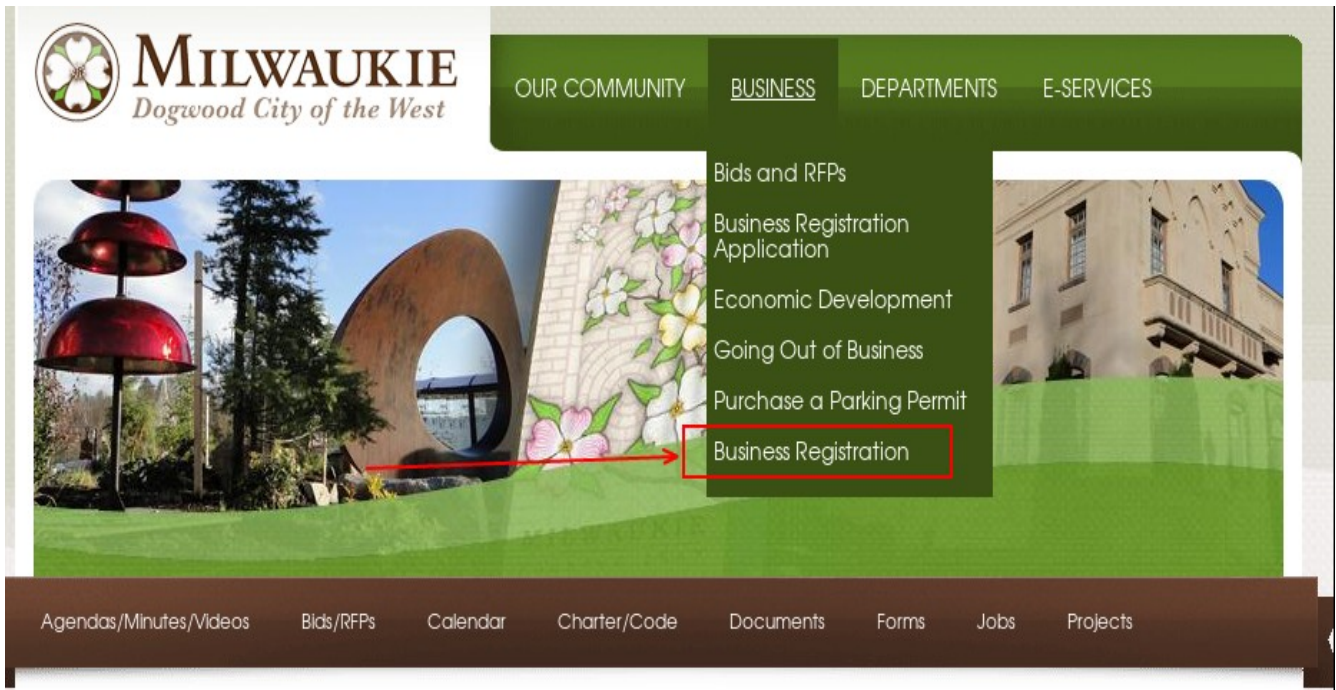 MILWAUKIE
Dogwood City of the West
OUR COMMUNITY BUSINESS DEPARTMENTS E-SERVICES
Bids and RFPs
Business Registration
Application
Economic Development
Going Out of Business
Purchase a Parking Permit
Business Registration
MILWAUKIE
Agendas/Minutes/Videos Bids/RFPs Calendar Charter/Code Documents Forms Jobs Projects